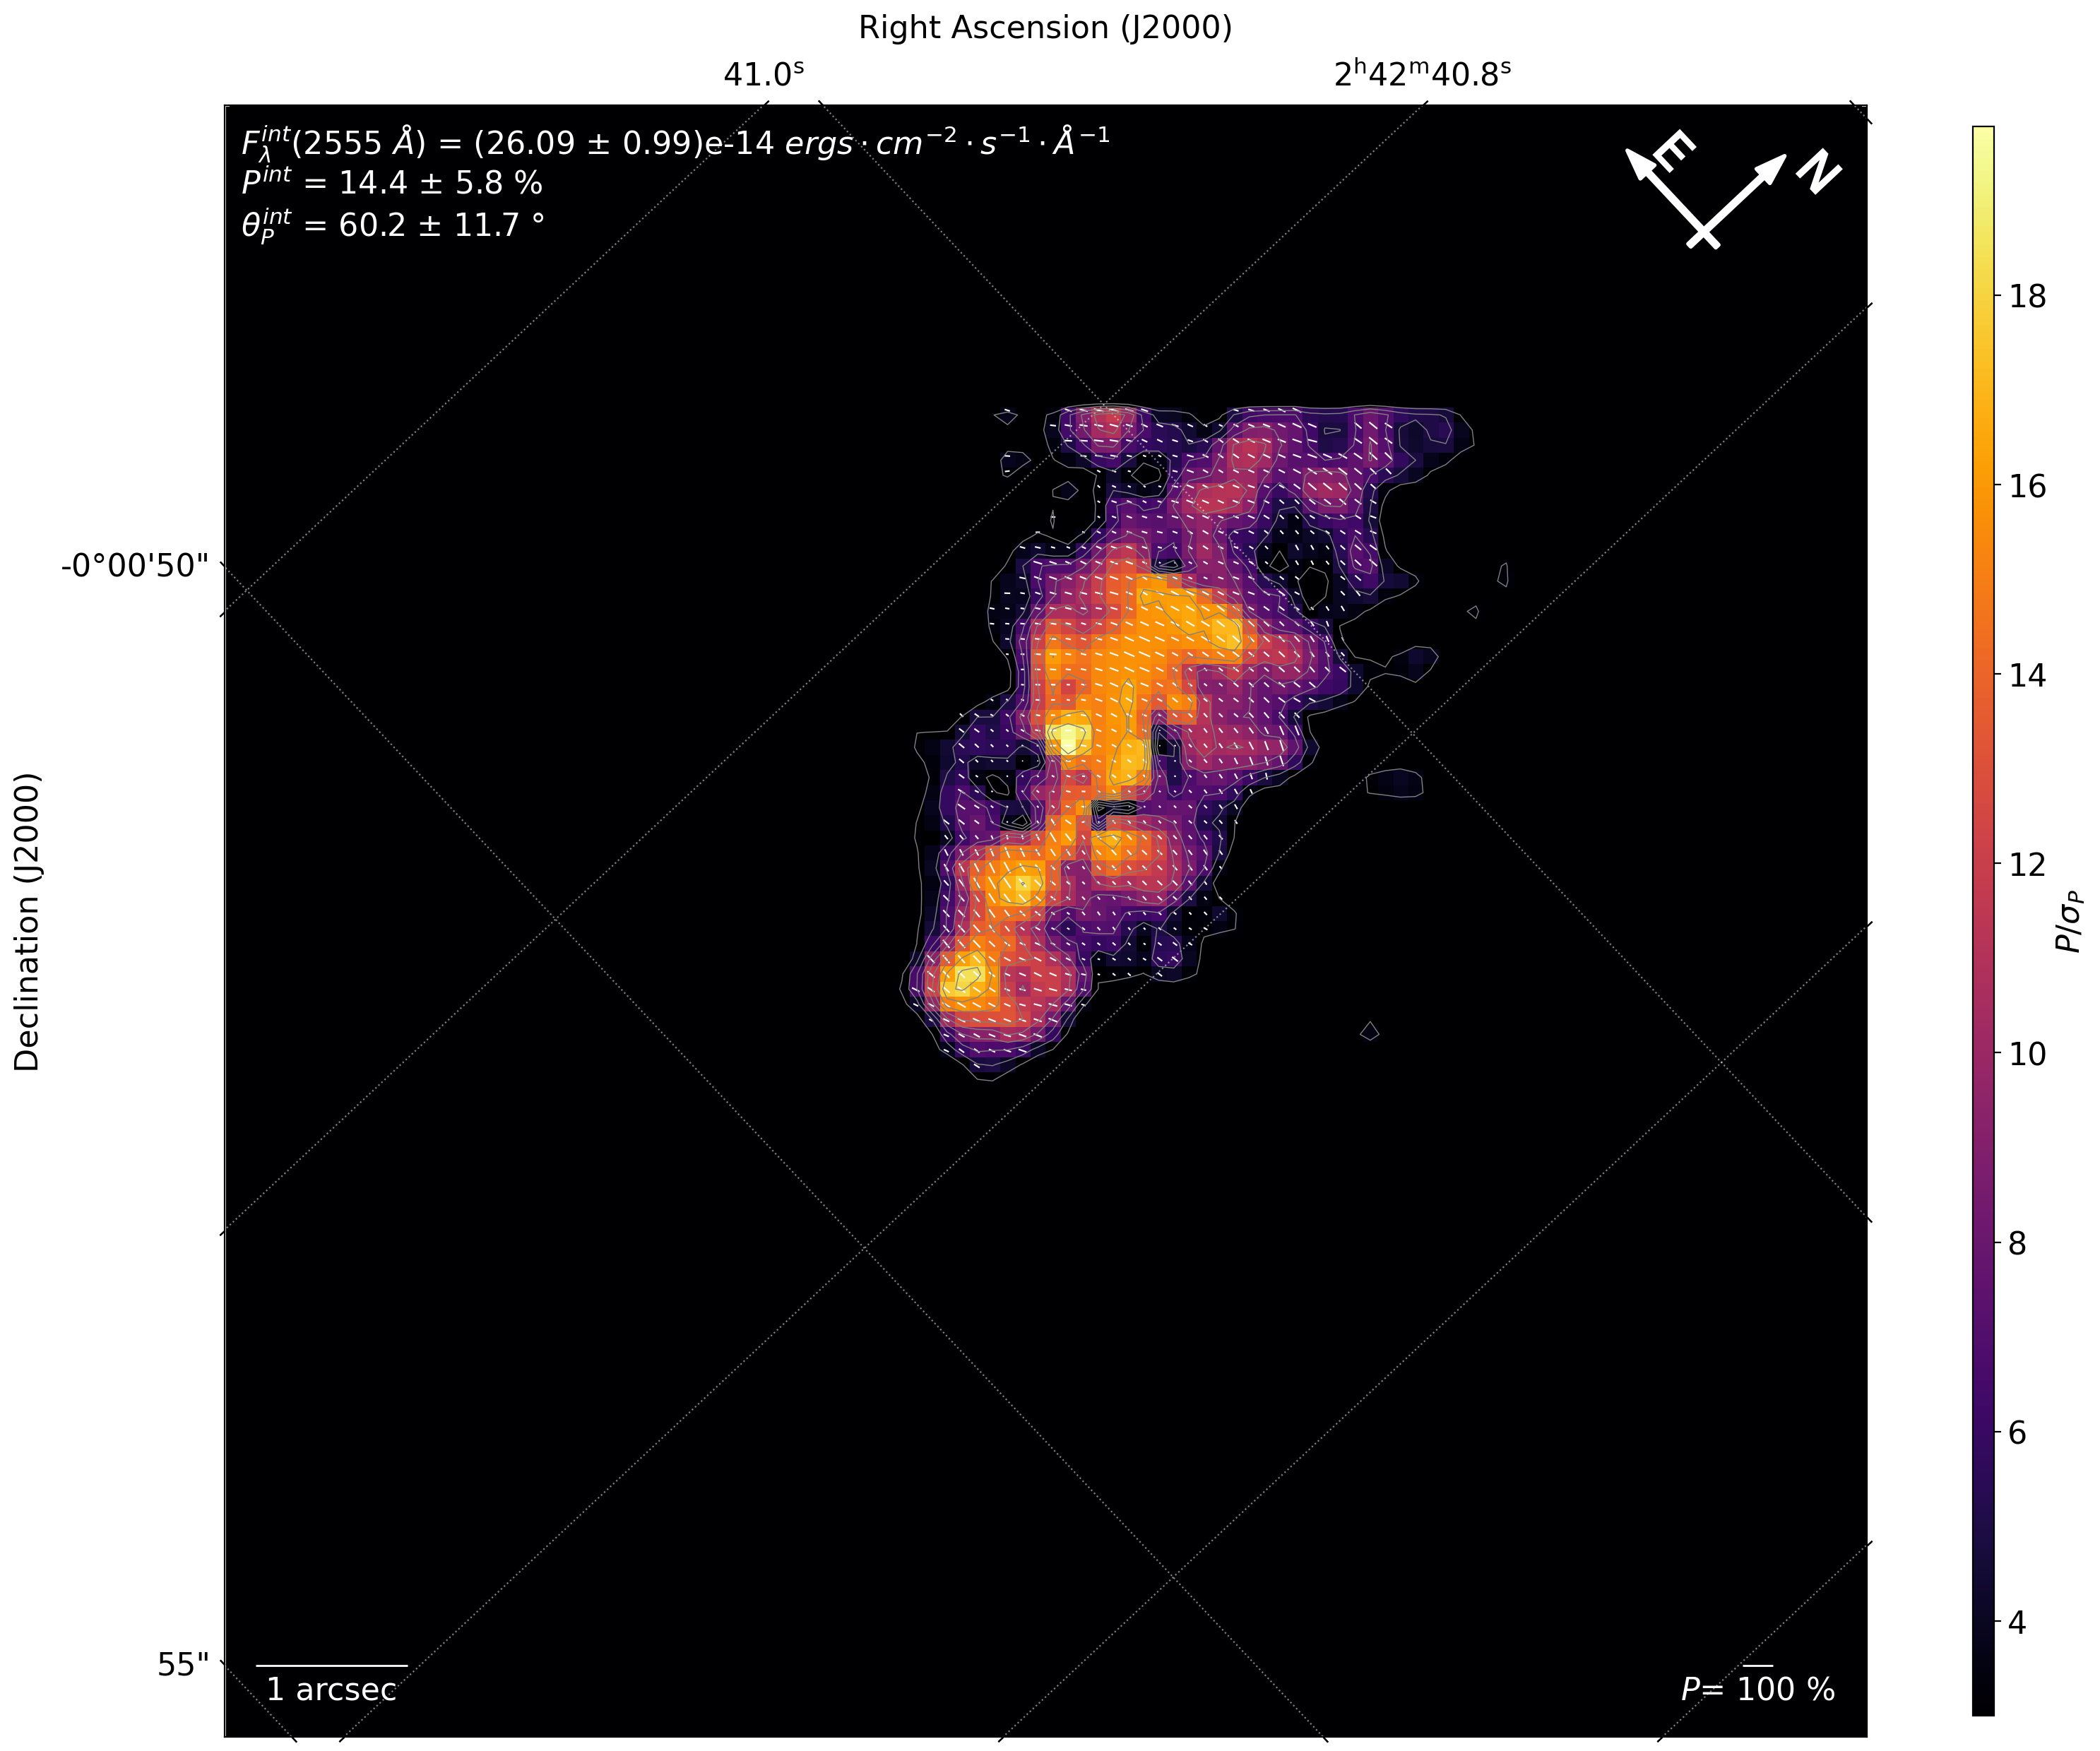 Right Ascension (J2000)
41.0ˢ
2ʰ42ᵐ40.8ˢ
F_λ^int(2555 Å) = (26.09 ± 0.99)e-14 ergs · cm⁻² · s⁻¹ · Å⁻¹
P^int = 14.4 ± 5.8 %
θ_P^int = 60.2 ± 11.7 °
E
N
-0°00'50"
55"
Declination (J2000)
1 arcsec
P= 100 %
18
16
14
12
10
8
6
4
P/σ_P